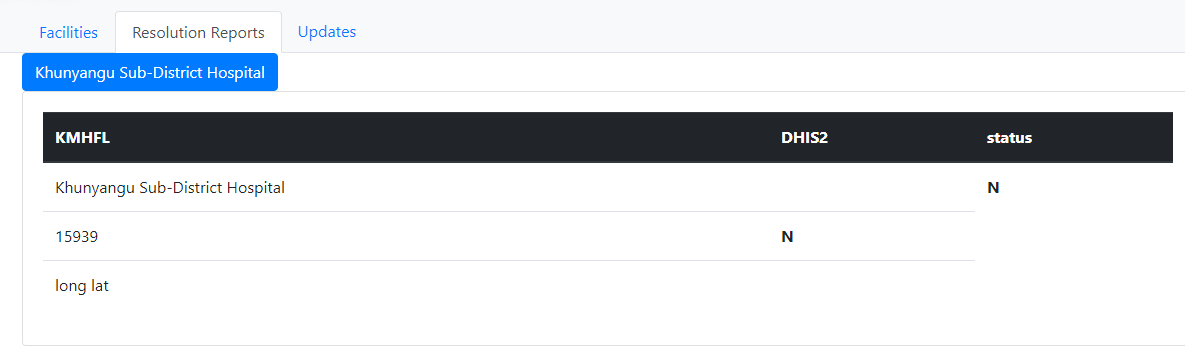 Facilities Resolution Reports Updates
Khunyangu Sub-District Hospital
KMHFL DHIS2 status
Khunyangu Sub-District Hospital N
15939 N
long lat